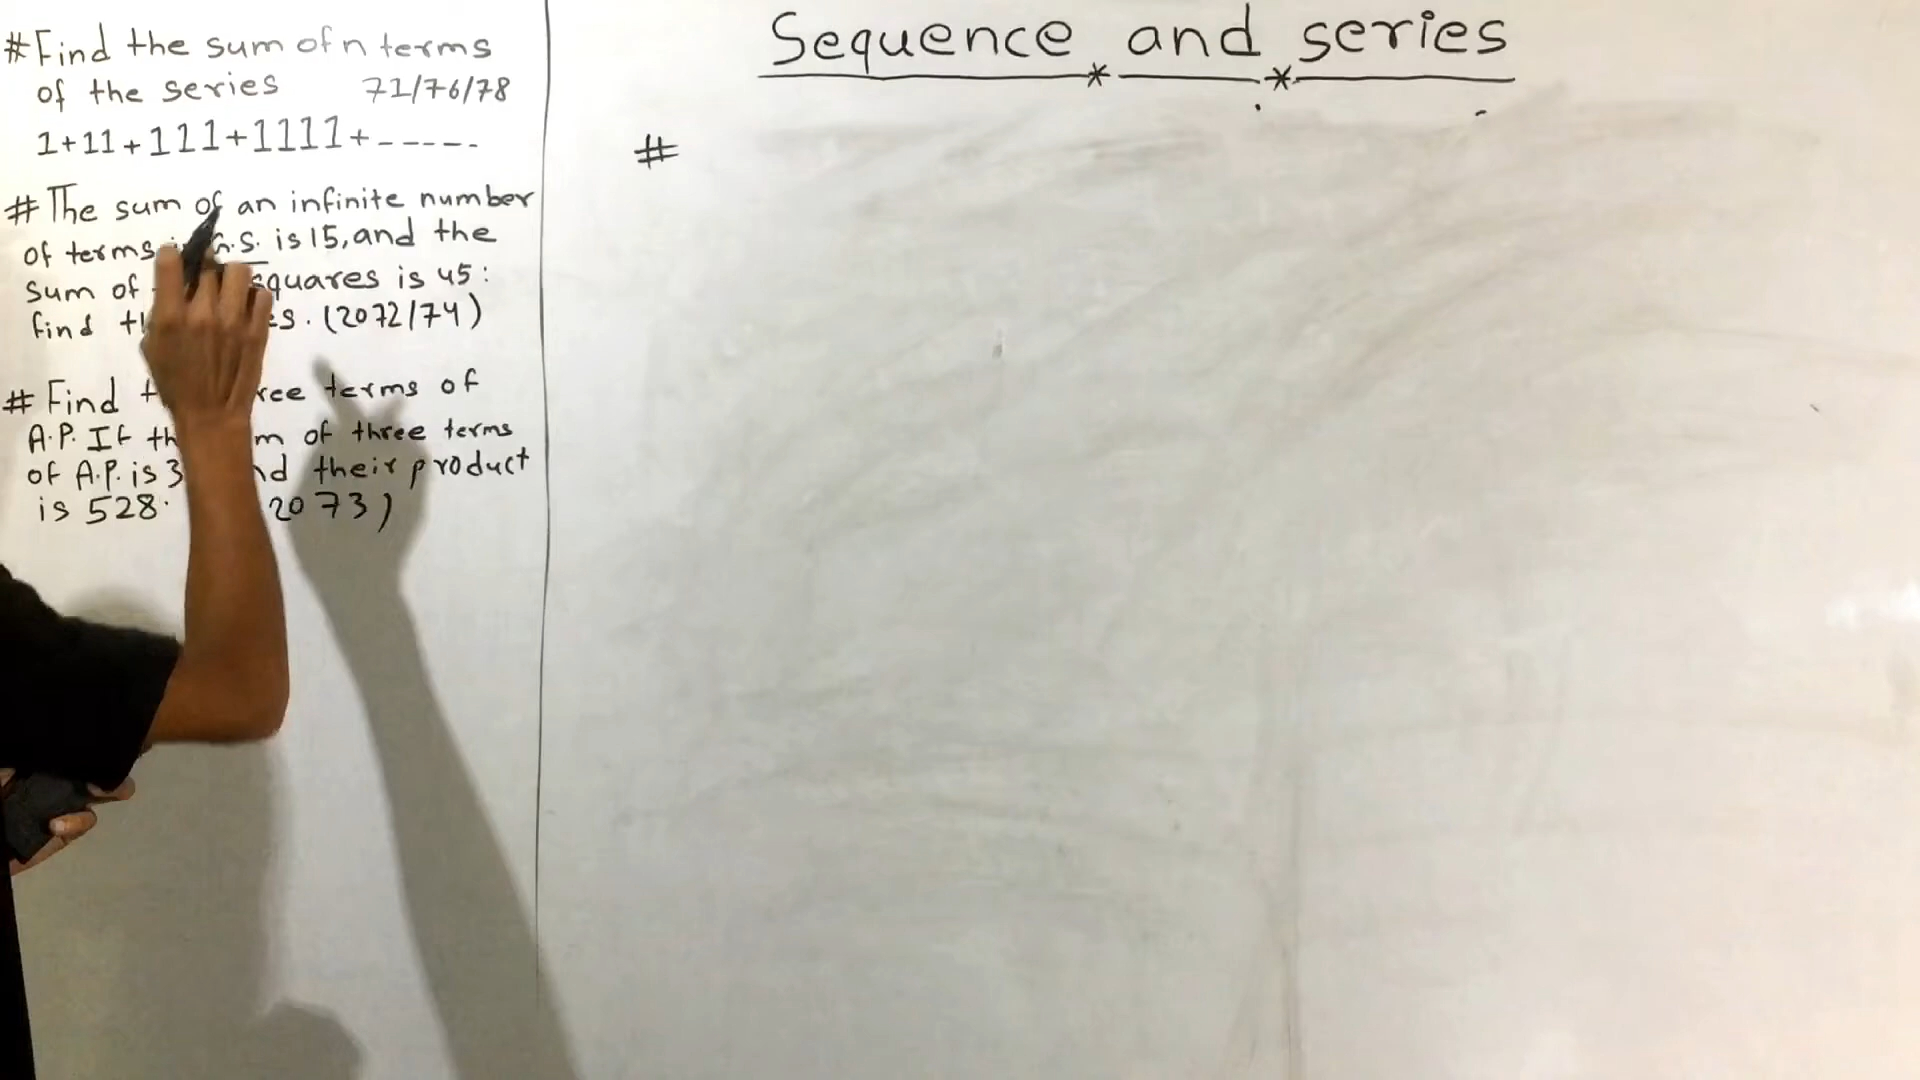 Sequence and series
#Find the sum of n terms
of the series 71/76/78
1+11+111+1111+-----
#The sum of an infinite number
of terms G.S. is 15, and the
sum of squares is 45:
find (2072/74)
# Find terms of
A.P. If of three terms
of A.P. is their product
is 528. 2073)
#